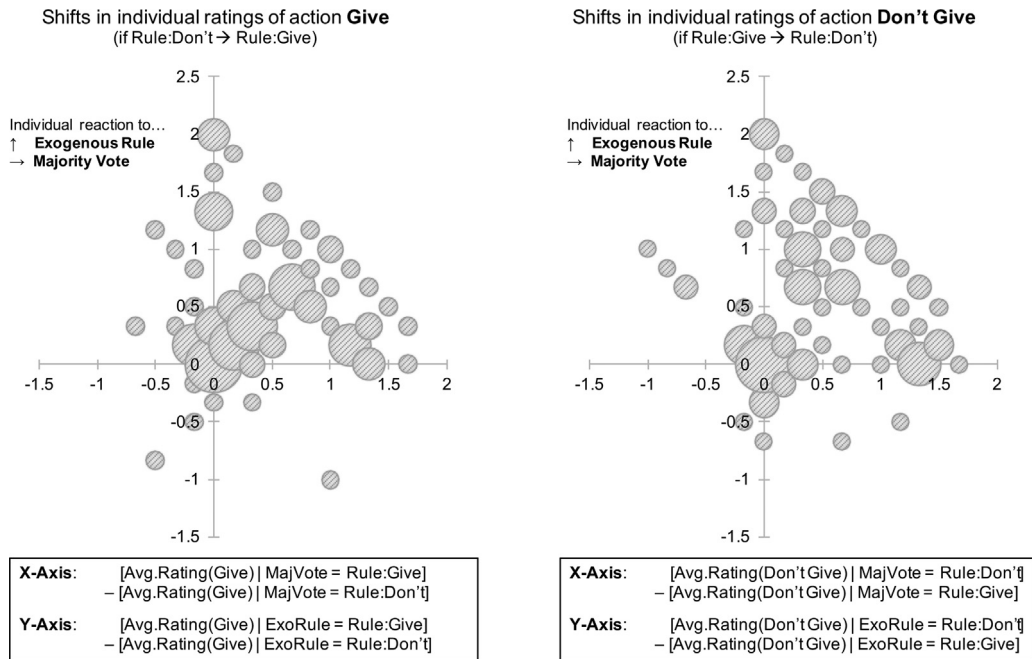 Shifts in individual ratings of action Give
(if Rule:Don't → Rule:Give)
2.5
Individual reaction to…
↑ Exogenous Rule
→ Majority Vote
2
1.5
1
0.5
0
-0.5
-1
-1.5
-1.5
-1
-0.5
0
0.5
1
1.5
2
X-Axis: [Avg.Rating(Give) | MajVote = Rule:Give]
– [Avg.Rating(Give) | MajVote = Rule:Don't]
Y-Axis: [Avg.Rating(Give) | ExoRule = Rule:Give]
– [Avg.Rating(Give) | ExoRule = Rule:Don't]
Shifts in individual ratings of action Don't Give
(if Rule:Give → Rule:Don't)
2.5
Individual reaction to…
↑ Exogenous Rule
→ Majority Vote
2
1.5
1
0.5
0
-0.5
-1
-1.5
-1.5
-1
-0.5
0
0.5
1
1.5
2
X-Axis: [Avg.Rating(Don't Give) | MajVote = Rule:Don't]
– [Avg.Rating(Don't Give) | MajVote = Rule:Give]
Y-Axis: [Avg.Rating(Don't Give) | ExoRule = Rule:Don't]
– [Avg.Rating(Don't Give) | ExoRule = Rule:Give]